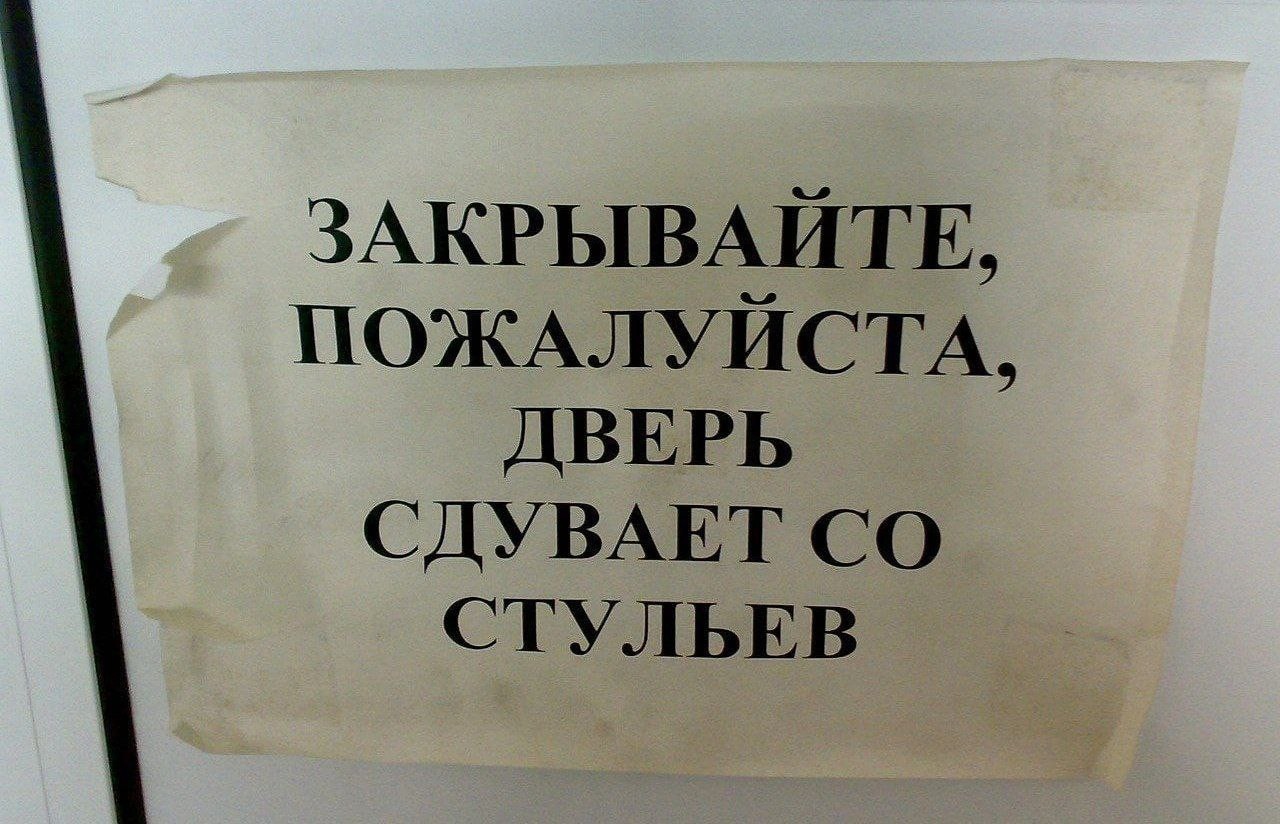 ЗАКРЫВАЙТЕ,
ПОЖАЛУЙСТА,
ДВЕРЬ
СДУВАЕТ СО
СТУЛЬЕВ